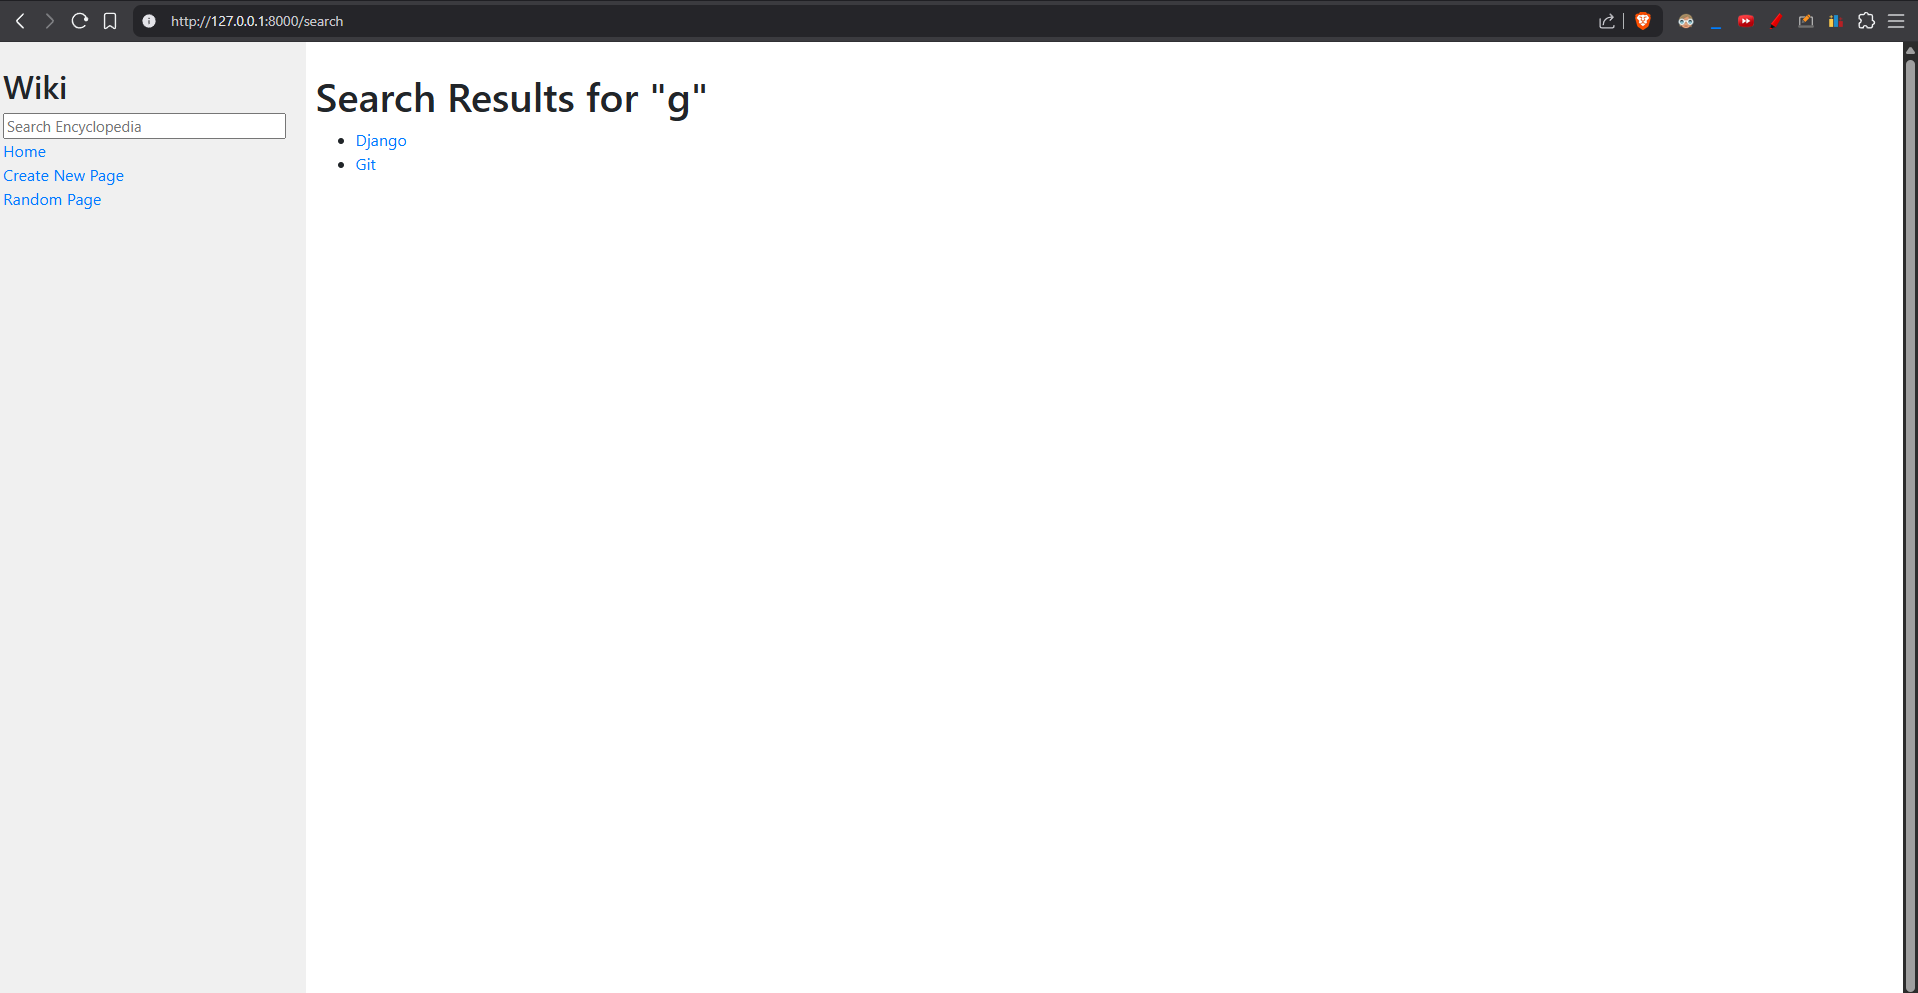 http://127.0.0.1:8000/search
Wiki
Search Encyclopedia
Home
Create New Page
Random Page
Search Results for "g"
Django
Git